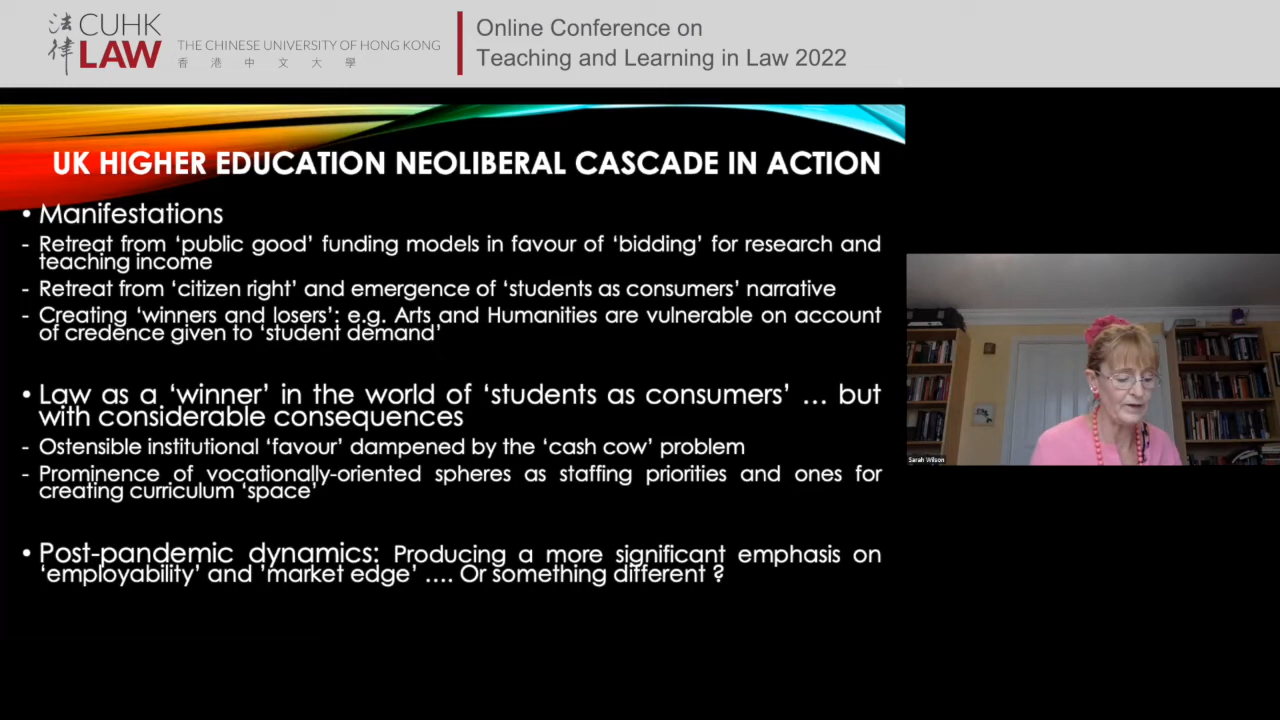 法律 CUHK LAW
THE CHINESE UNIVERSITY OF HONG KONG
香港中文大學
Online Conference on
Teaching and Learning in Law 2022
UK HIGHER EDUCATION NEOLIBERAL CASCADE IN ACTION
• Manifestations
- Retreat from ‘public good’ funding models in favour of ‘bidding’ for research and
teaching income
- Retreat from ‘citizen right’ and emergence of ‘students as consumers’ narrative
- Creating ‘winners and losers’: e.g. Arts and Humanities are vulnerable on account
of credence given to ‘student demand’
• Law as a ‘winner’ in the world of ‘students as consumers’ … but
with considerable consequences
- Ostensible institutional ‘favour’ dampened by the ‘cash cow’ problem
- Prominence of vocationally-oriented spheres as staffing priorities and ones for
creating curriculum ‘space’
• Post-pandemic dynamics: Producing a more significant emphasis on
‘employability’ and ’market edge’ …. Or something different ?
Sarah Wilson